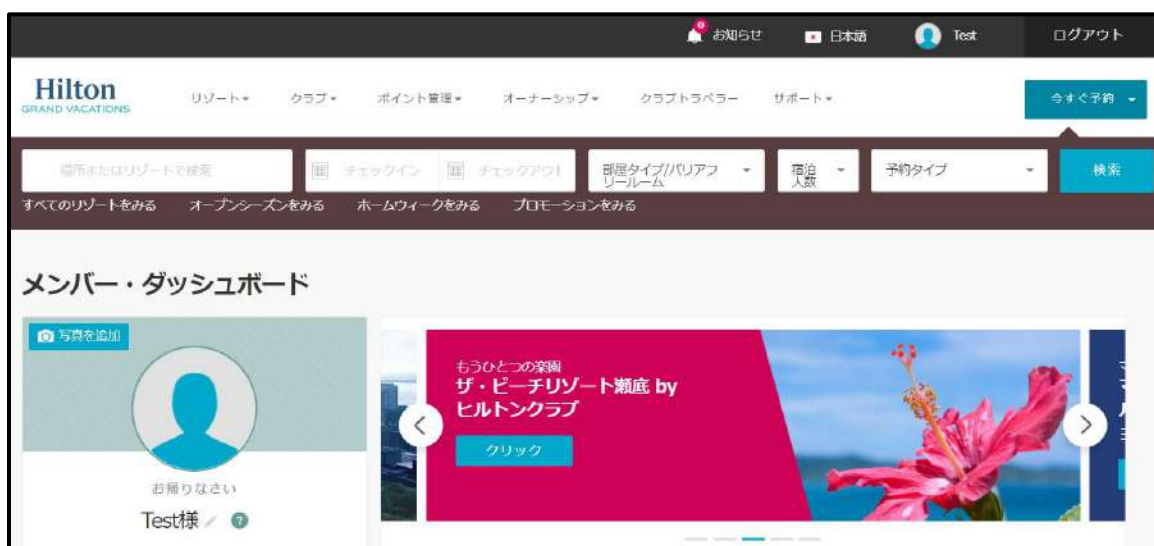 0
お知らせ
日本語
Test
ログアウト
Hilton
GRAND VACATIONS
リゾート
クラブ
ポイント管理
オーナーシップ
クラブトラベラー
サポート
今すぐ予約
場所またはリゾートで検索
チェックイン
チェックアウト
部屋タイプ/バリアフ
リールーム
宿泊
人数
予約タイプ
検索
すべてのリゾートをみる
オープンシーズンをみる
ホームウィークをみる
プロモーションをみる
メンバー・ダッシュボード
写真を追加
もうひとつの楽園
ザ・ビーチリゾート瀬底 by
ヒルトンクラブ
クリック
お帰りなさい
Test様
?